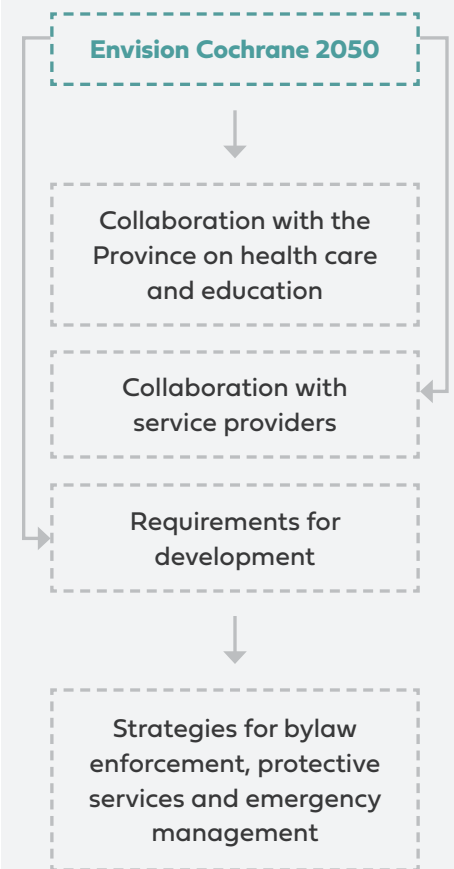 Envision Cochrane 2050
Collaboration with the
Province on health care
and education
Collaboration with
service providers
Requirements for
development
Strategies for bylaw
enforcement, protective
services and emergency
management